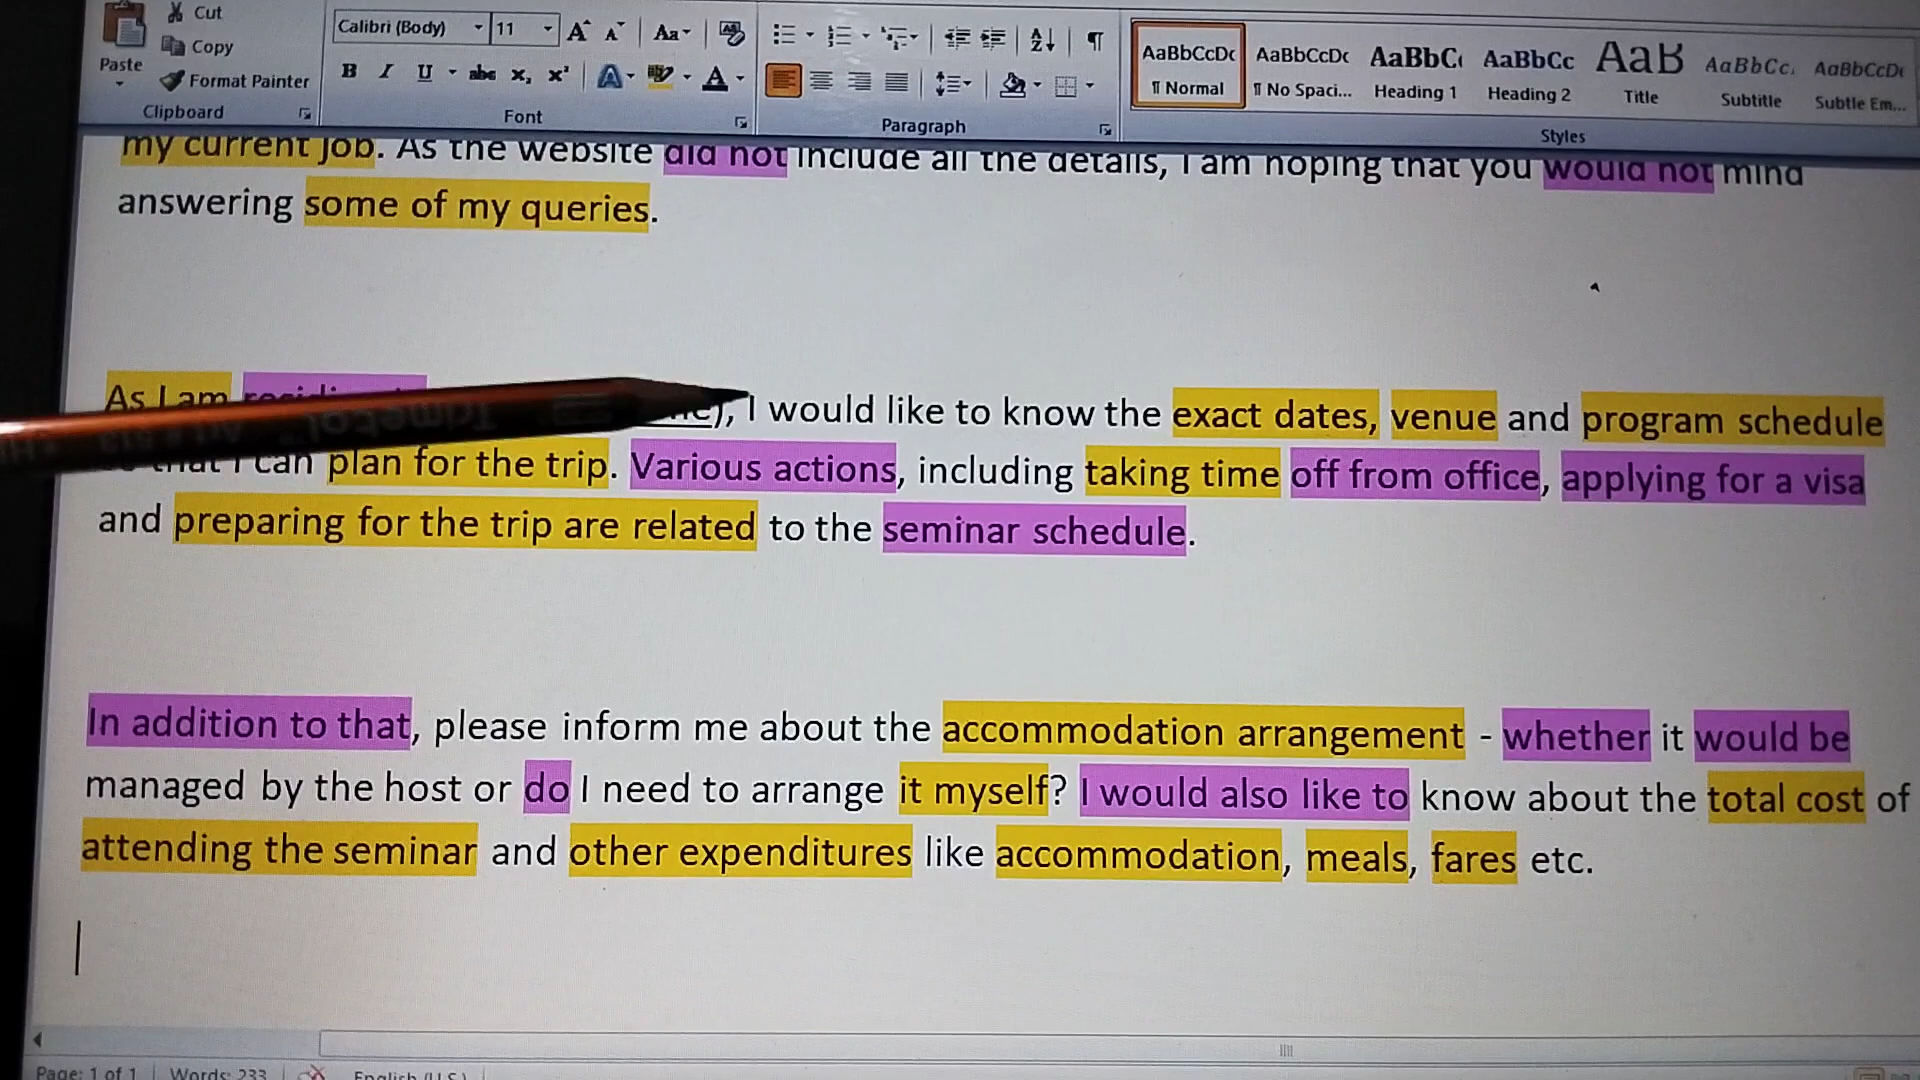 Cut
Calibri (Body) 11 Aa
AaBbCcDc AaBbCcDc AaBbC AaBbCc AaB AaBbCc. AaBbCcDc
Copy
Paste
Format Painter
B I U abc x₂ x² A A
¶ Normal ¶ No Spaci... Heading 1 Heading 2 Title Subtitle Subtle Em...
Clipboard Font Paragraph Styles
my current job. As the website did not include all the details, I am hoping that you would not mind
answering some of my queries.
As I am I would like to know the exact dates, venue and program schedule
that I can plan for the trip. Various actions, including taking time off from office, applying for a visa
and preparing for the trip are related to the seminar schedule.
In addition to that, please inform me about the accommodation arrangement - whether it would be
managed by the host or do I need to arrange it myself? I would also like to know about the total cost of
attending the seminar and other expenditures like accommodation, meals, fares etc.
Page: 1 of 1 Words: 233 English (U.S.)